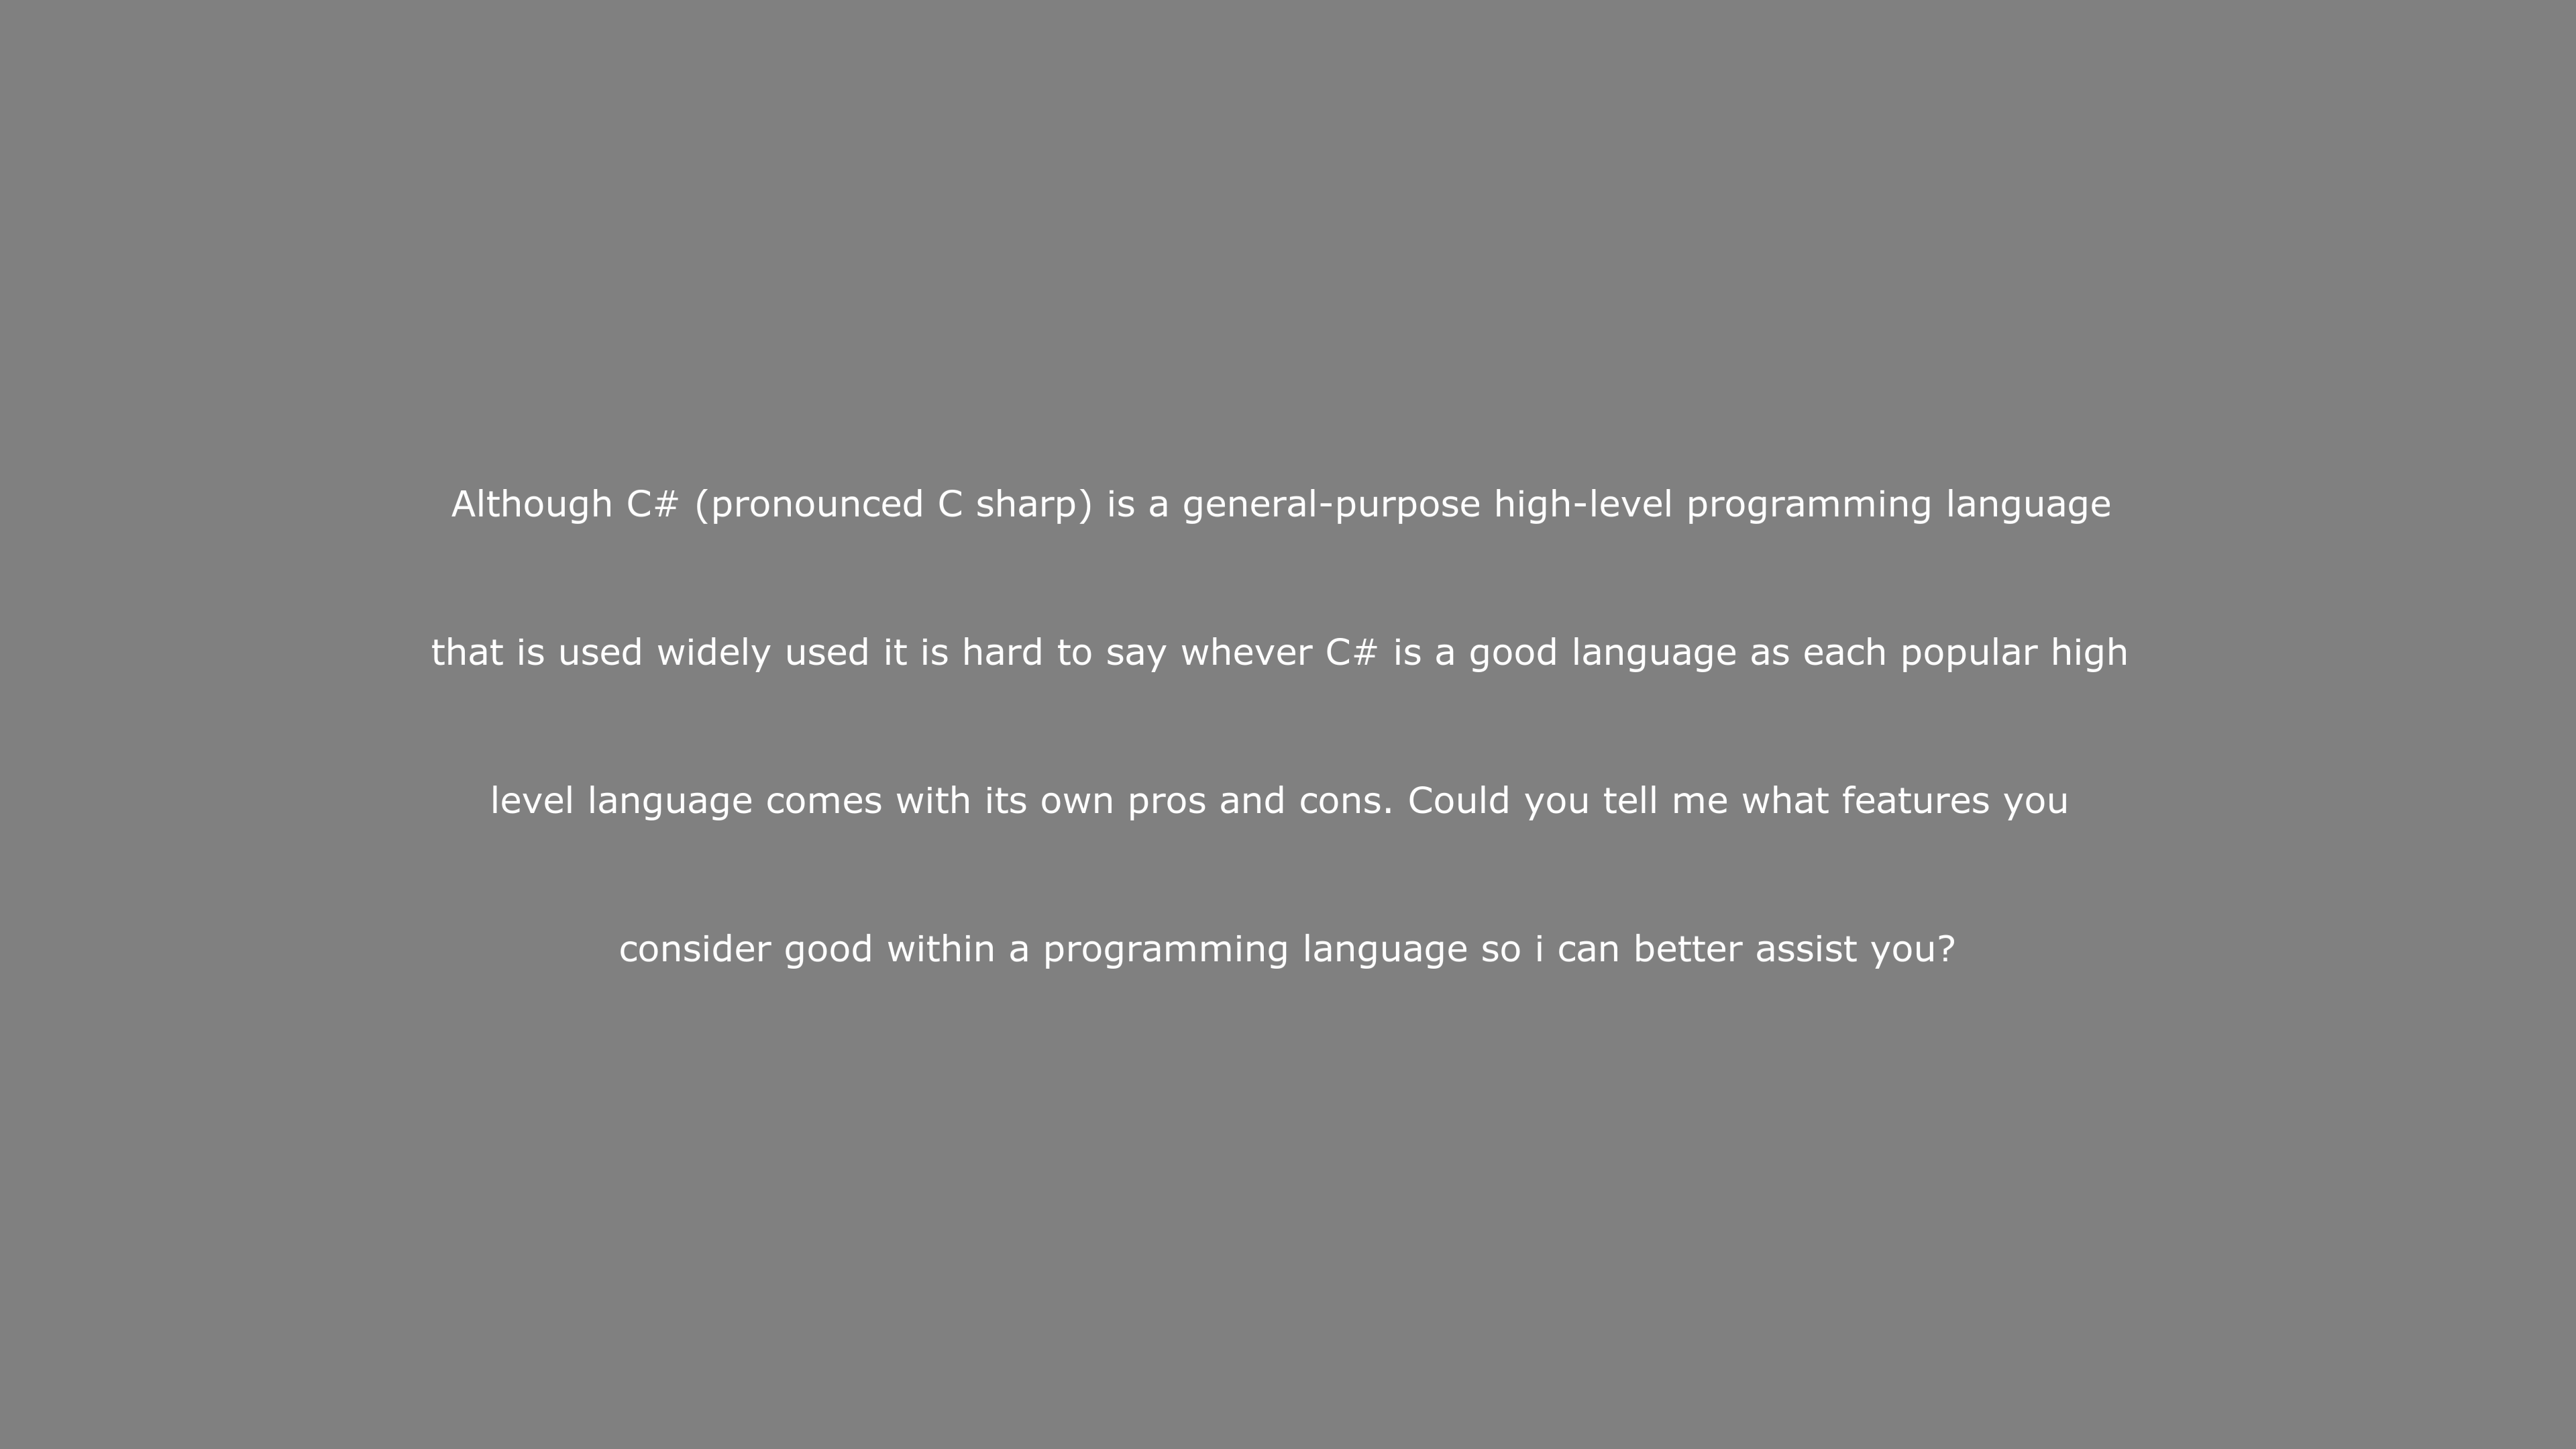 Although C# (pronounced C sharp) is a general-purpose high-level programming language
that is used widely used it is hard to say whever C# is a good language as each popular high
level language comes with its own pros and cons. Could you tell me what features you
consider good within a programming language so i can better assist you?